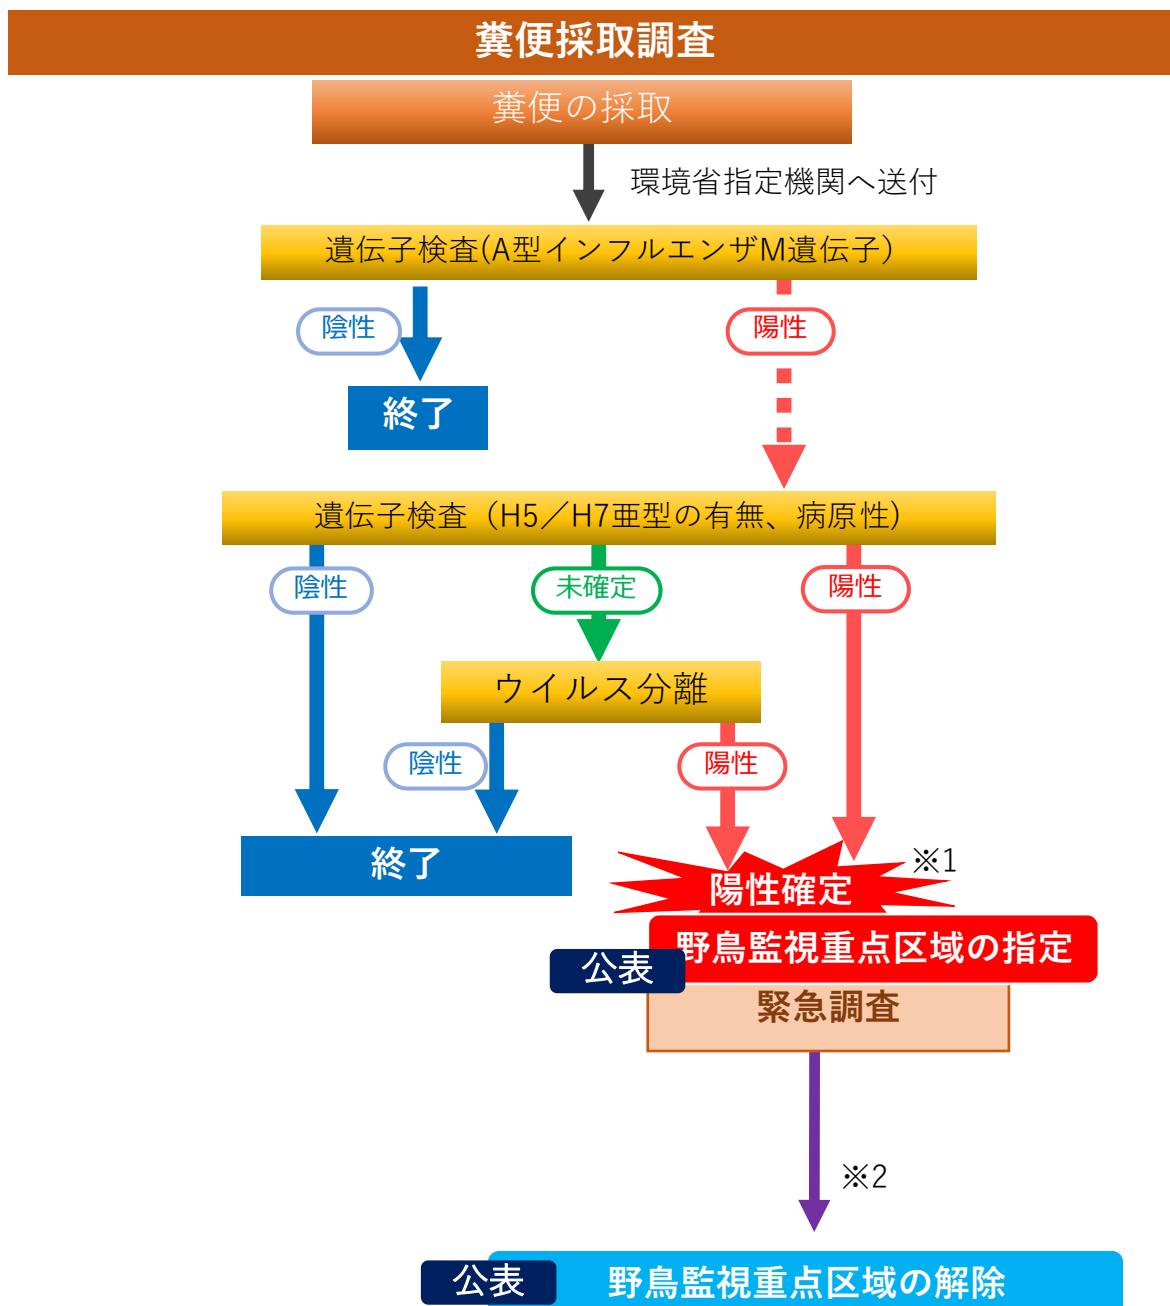 糞便採取調査
糞便の採取
環境省指定機関へ送付
遺伝子検査(A型インフルエンザM遺伝子)
陰性
陽性
終了
遺伝子検査（H5／H7亜型の有無、病原性）
陰性
未確定
陽性
ウイルス分離
陰性
陽性
終了
陽性確定
※1
野鳥監視重点区域の指定
公表
緊急調査
※2
公表
野鳥監視重点区域の解除